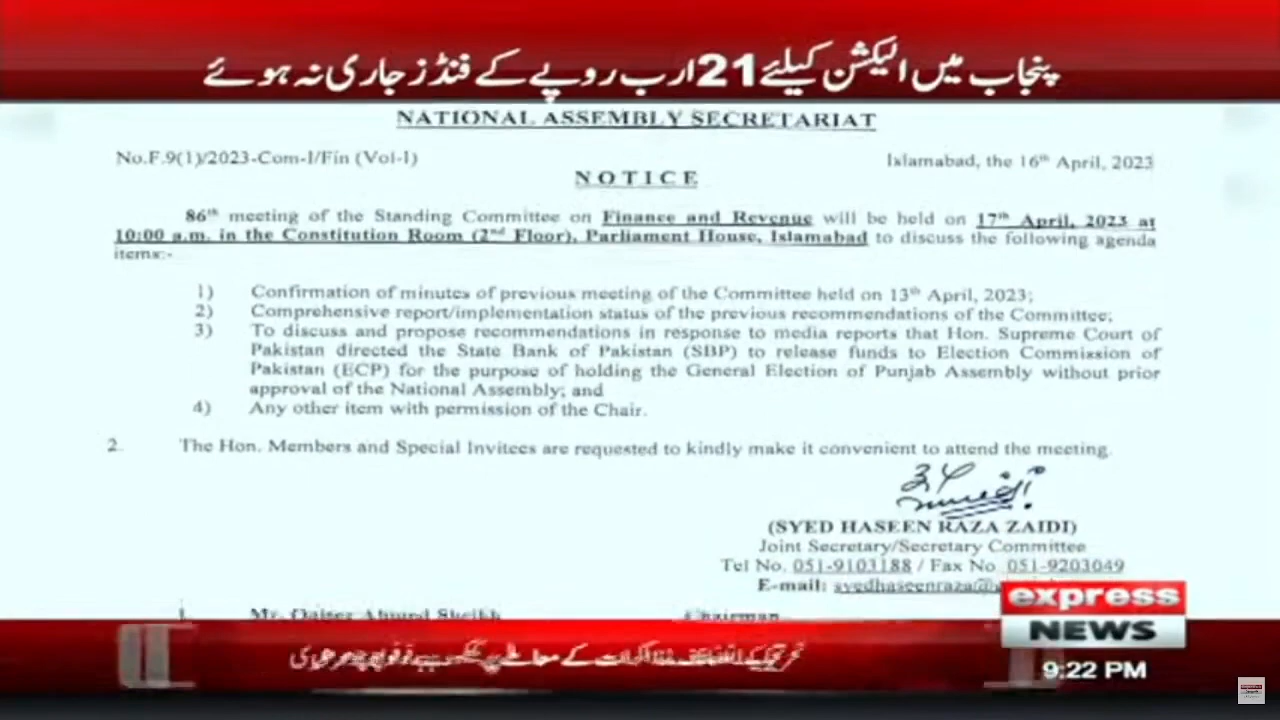 پنجاب میں الیکشن کیلئے 21 ارب روپے کے فنڈز جاری نہ ہوئے
NATIONAL ASSEMBLY SECRETARIAT
No.F.9(1)/2023-Com-I/Fin (Vol-I)
Islamabad, the 16th April, 2023
NOTICE
86th meeting of the Standing Committee on Finance and Revenue will be held on 17th April, 2023 at
10:00 a.m. in the Constitution Room (2nd Floor), Parliament House, Islamabad to discuss the following agenda
items:-
1) Confirmation of minutes of previous meeting of the Committee held on 13th April, 2023;
2) Comprehensive report/implementation status of the previous recommendations of the Committee;
3) To discuss and propose recommendations in response to media reports that Hon. Supreme Court of
Pakistan directed the State Bank of Pakistan (SBP) to release funds to Election Commission of
Pakistan (ECP) for the purpose of holding the General Election of Punjab Assembly without prior
approval of the National Assembly; and
4) Any other item with permission of the Chair.
2. The Hon. Members and Special Invitees are requested to kindly make it convenient to attend the meeting.
(SYED HASEEN RAZA ZAIDI)
Joint Secretary/Secretary Committee
Tel No. 051-9103188 / Fax No. 051-9203049
E-mail: syedhaseenraza@
1. Mr. Qaiser Ahmed Sheikh Chairman
express
NEWS
کے معاملے پر
9:22 PM